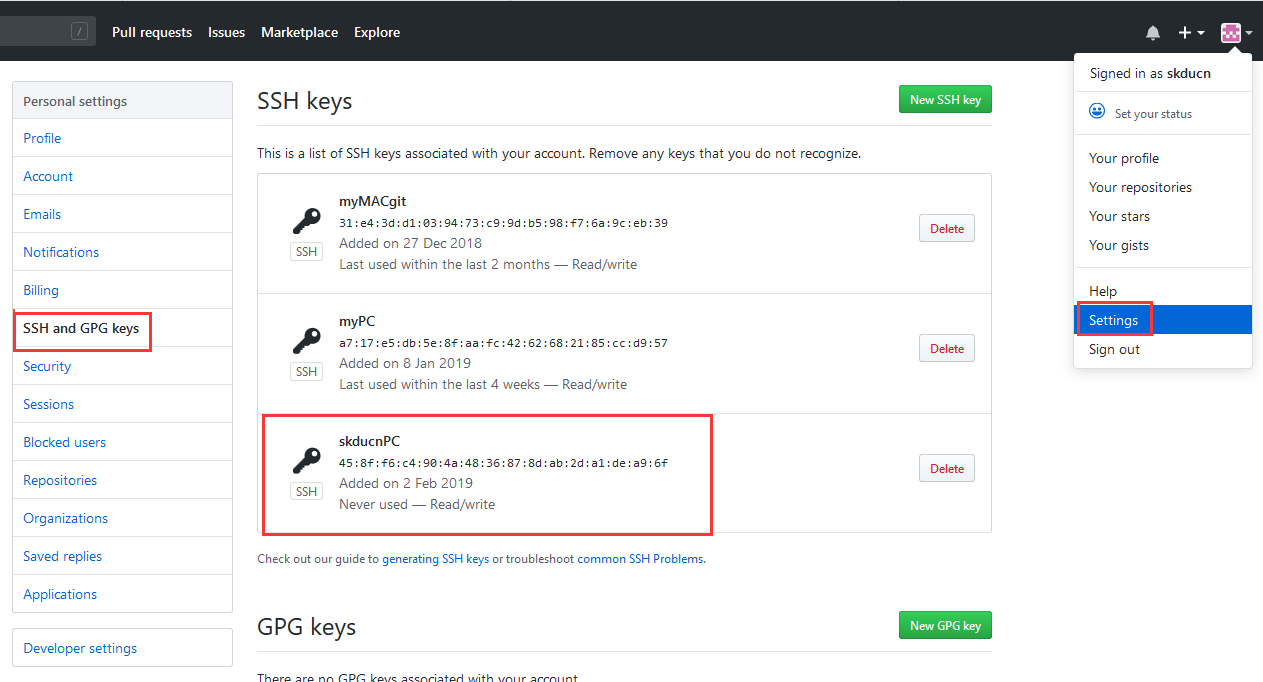 / Pull requests Issues Marketplace Explore
Signed in as skducn
Set your status
Your profile
Your repositories
Your stars
Your gists
Help
Settings
Sign out
Personal settings
Profile
Account
Emails
Notifications
Billing
SSH and GPG keys
Security
Sessions
Blocked users
Repositories
Organizations
Saved replies
Applications
Developer settings
SSH keys
New SSH key
This is a list of SSH keys associated with your account. Remove any keys that you do not recognize.
myMACgit
31:e4:3d:d1:03:94:73:c9:9d:b5:98:f7:6a:9c:eb:39
SSH
Added on 27 Dec 2018
Last used within the last 2 months — Read/write
Delete
myPC
a7:17:e5:db:5e:8f:aa:fc:42:62:68:21:85:cc:d9:57
SSH
Added on 8 Jan 2019
Last used within the last 4 weeks — Read/write
Delete
skducnPC
45:8f:f6:c4:90:4a:48:36:87:8d:ab:2d:a1:de:a9:6f
SSH
Added on 2 Feb 2019
Never used — Read/write
Delete
Check out our guide to generating SSH keys or troubleshoot common SSH Problems.
GPG keys
New GPG key
There are no GPG keys associated with your account.